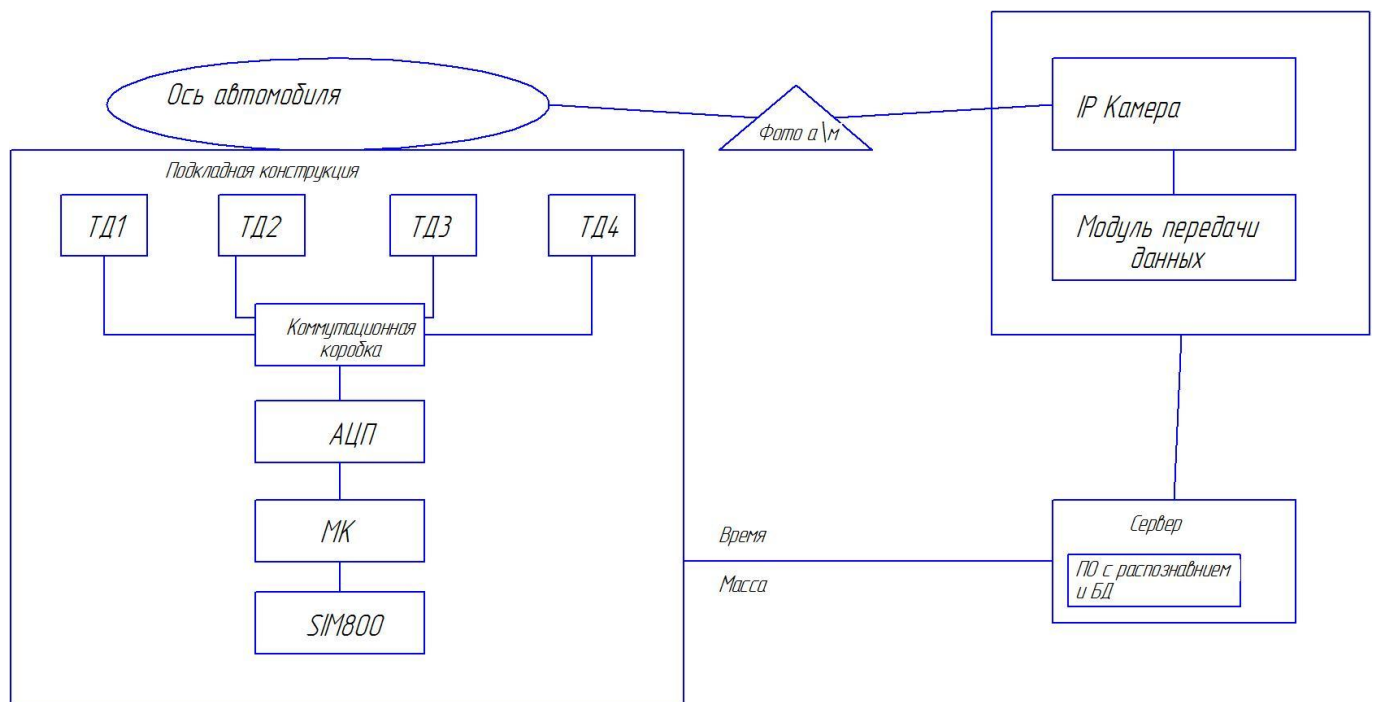 Ось автомобиля
Фото а\м
IP Камера
Подкладная конструкция
ТД1
ТД2
ТД3
ТД4
Модуль передачи
данных
Коммутационная
коробка
АЦП
МК
SIM800
Время
Масса
Сервер
ПО с распознавнием
и БД